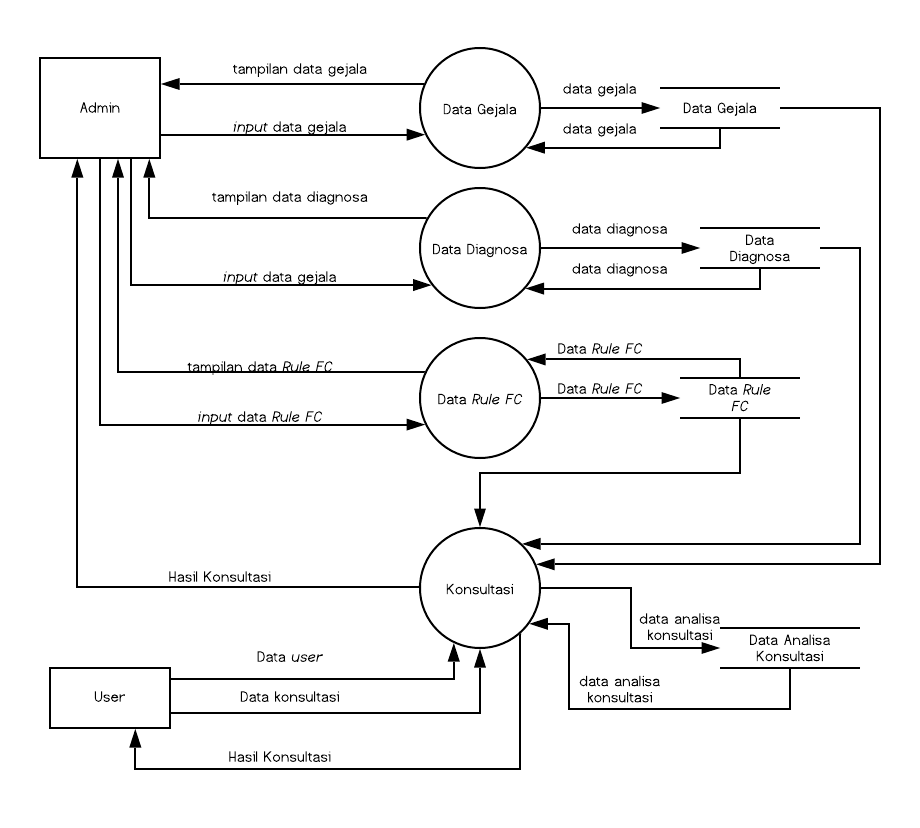 tampilan data gejala
Admin
input data gejala
Data Gejala
data gejala
data gejala
Data Gejala
tampilan data diagnosa
input data gejala
Data Diagnosa
data diagnosa
data diagnosa
Data
Diagnosa
tampilan data Rule FC
input data Rule FC
Data Rule FC
Data Rule FC
Data Rule FC
Data Rule
FC
Hasil Konsultasi
Konsultasi
data analisa
konsultasi
Data Analisa
Konsultasi
data analisa
konsultasi
Data user
User
Data konsultasi
Hasil Konsultasi